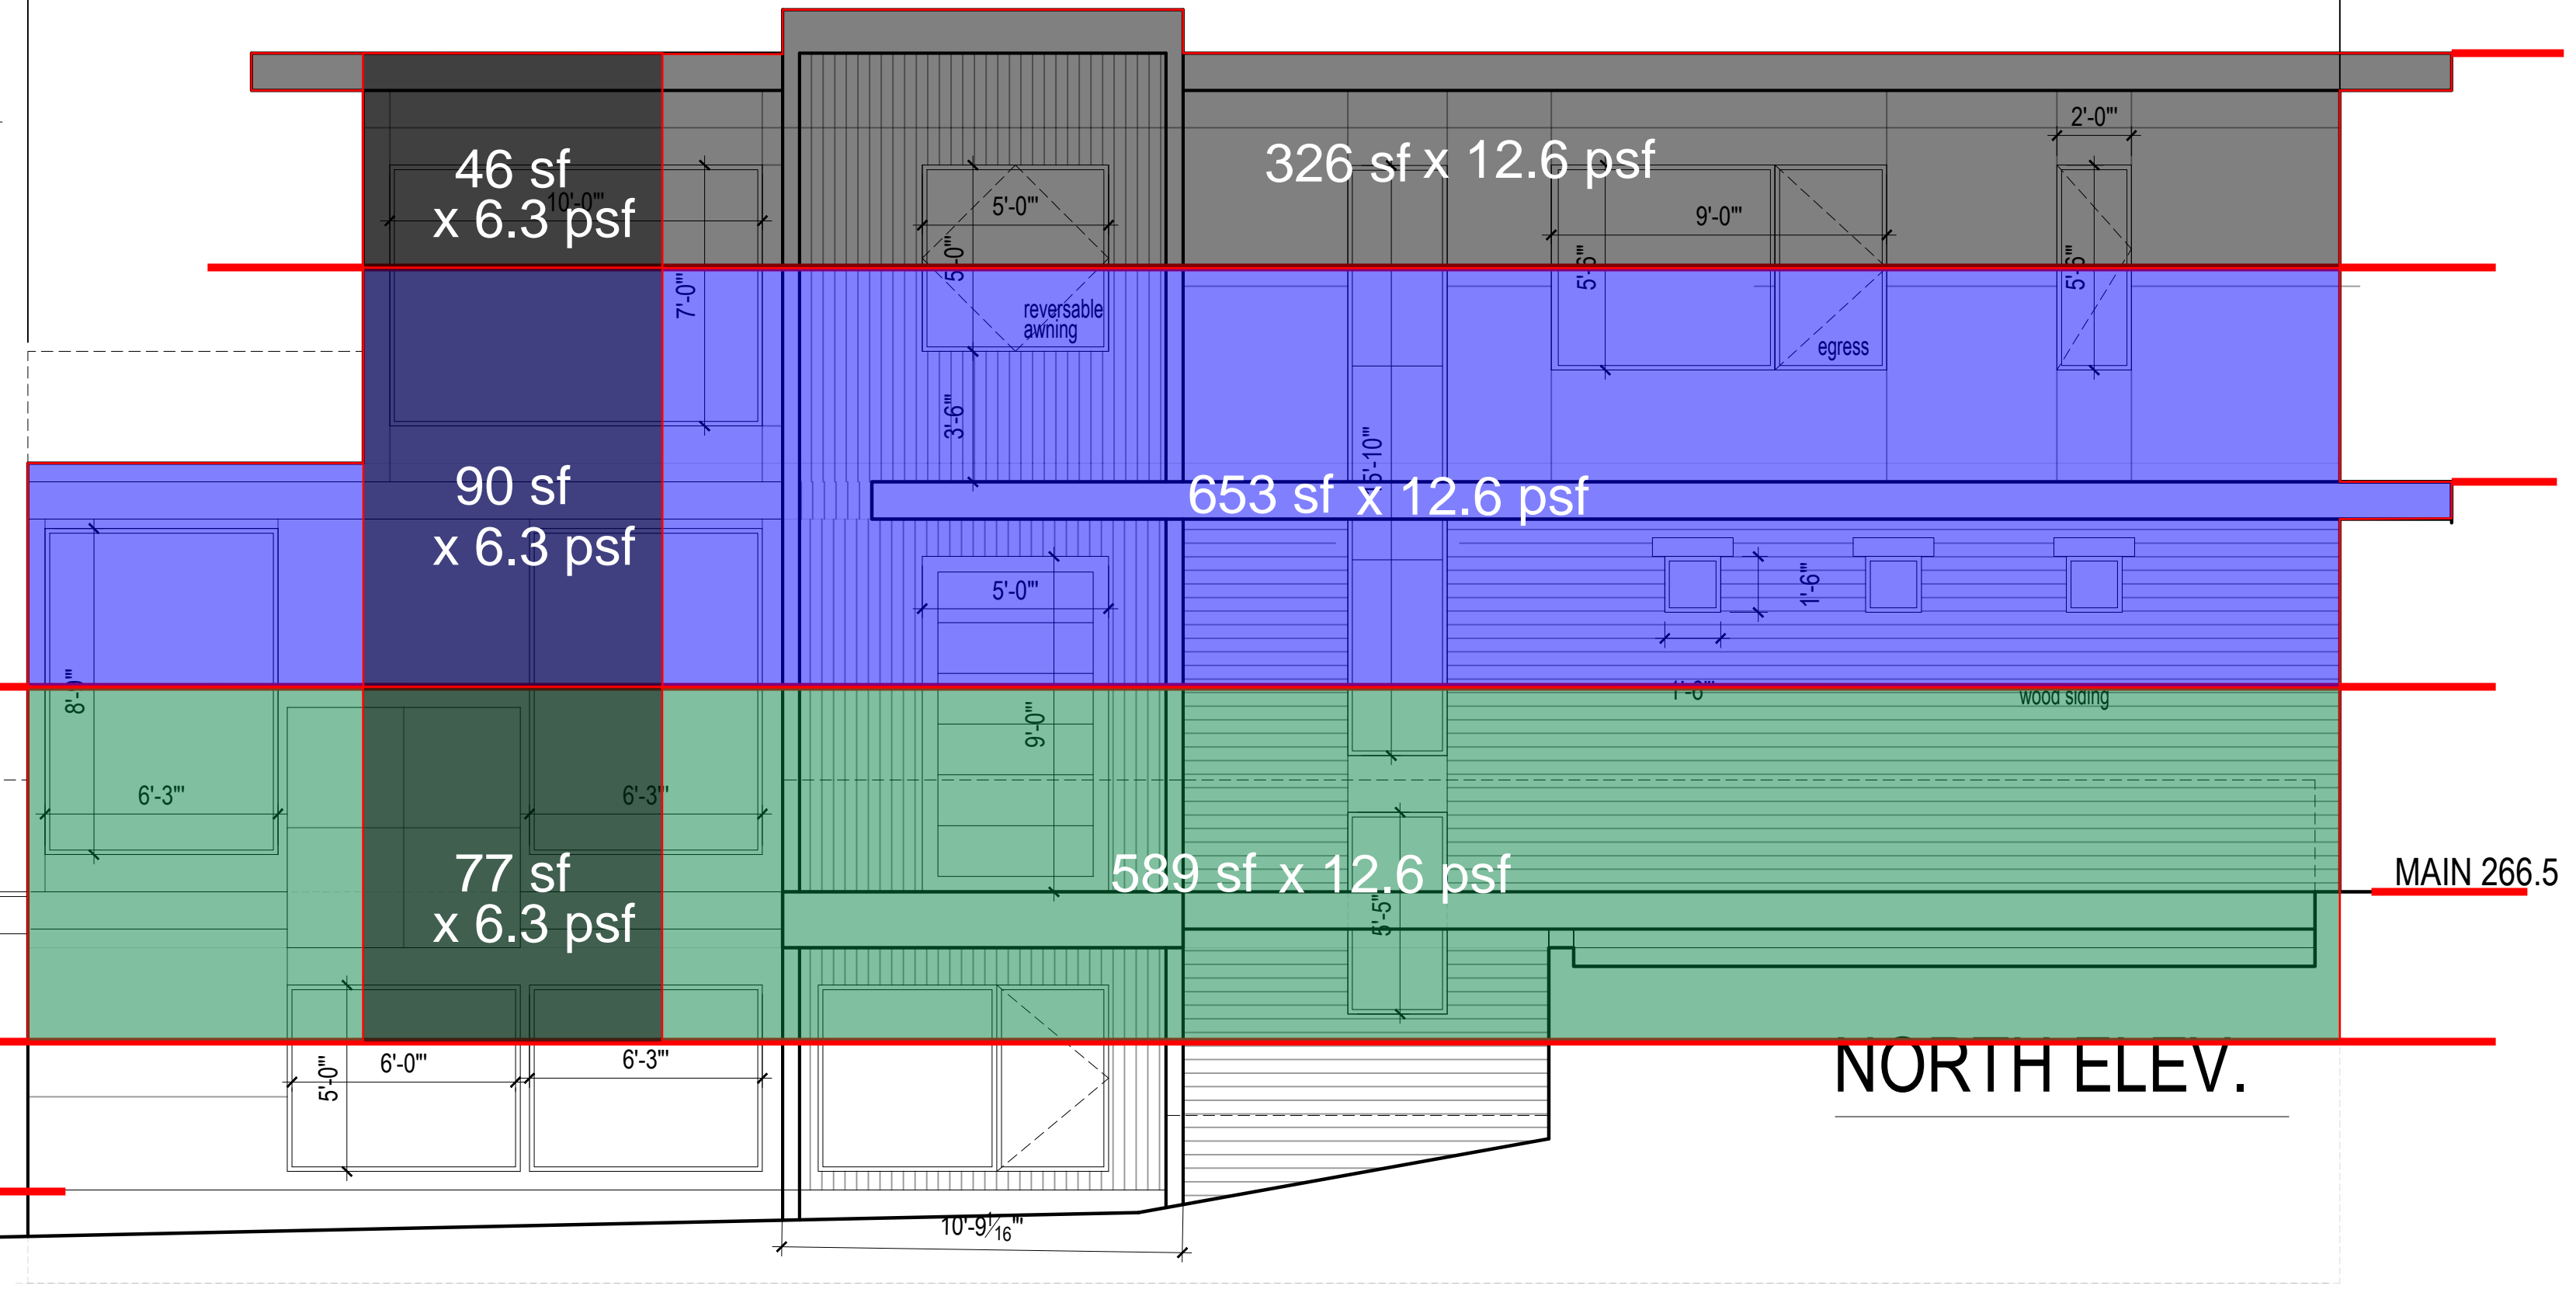 2'-0"'
46 sf
x 6.3 psf
10'-0"'
326 sf x 12.6 psf
5'-0"'
9'-0"'
5'-0"'
5'-6"'
5'-6"'
7'-0"'
reversable
awning
egress
3'-6"'
90 sf
x 6.3 psf
653 sf x 12.6 psf
5'-0"'
1'-6"'
8'-0"'
1'-6"'
wood siding
9'-0"'
6'-3"'
6'-3"'
77 sf
x 6.3 psf
589 sf x 12.6 psf
MAIN 266.5
5'-5"'
5'-0"'
6'-0"'
6'-3"'
NORTH ELEV.
10'-9 1/16"'